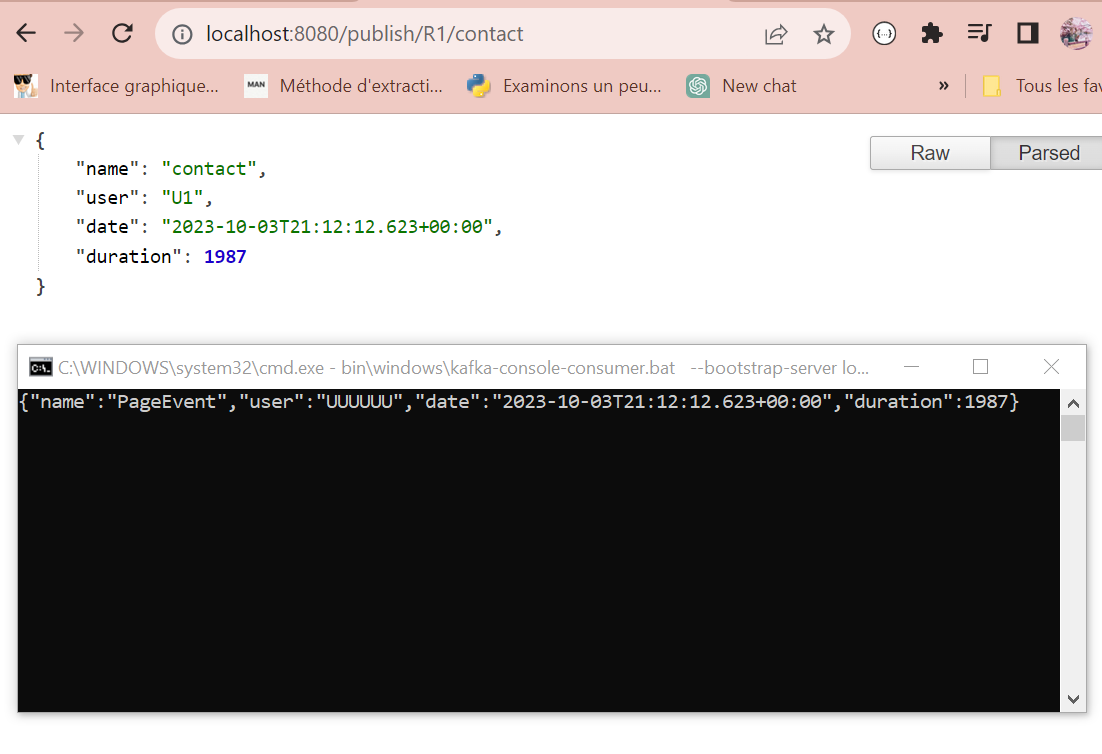 localhost:8080/publish/R1/contact
Interface graphique... MAN Méthode d'extracti... Examinons un peu... New chat » Tous les fav
{
Raw Parsed
"name": "contact",
"user": "U1",
"date": "2023-10-03T21:12:12.623+00:00",
"duration": 1987
}
C:\WINDOWS\system32\cmd.exe - bin\windows\kafka-console-consumer.bat --bootstrap-server lo...
{"name":"PageEvent","user":"UUUUUU","date":"2023-10-03T21:12:12.623+00:00","duration":1987}